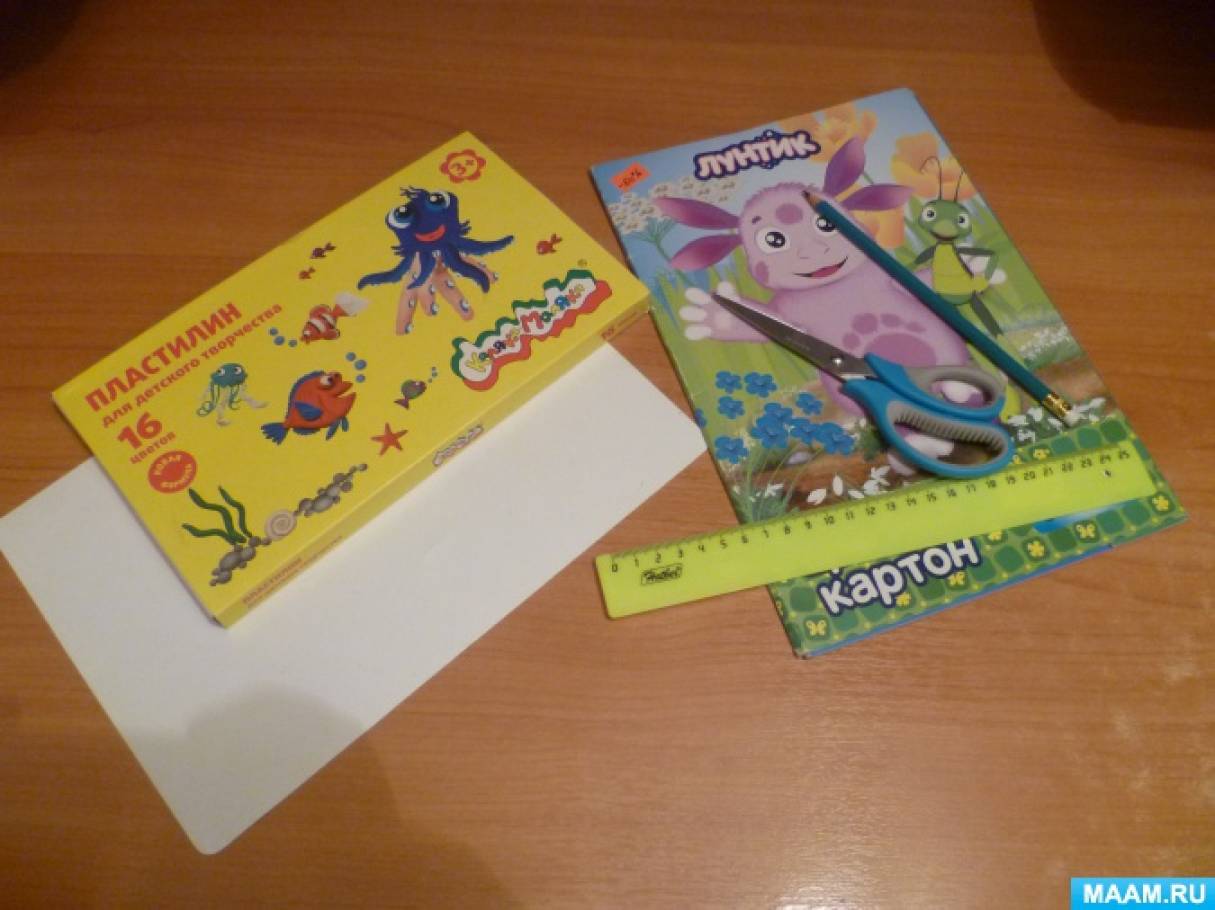 3+
ПЛАСТИЛИН
для детского творчества
16
цветов
Каляка-Маляка
®
ПЛАСТИЛИН
ЛУНТИК
0 1 2 3 4 5 6 7 8 9 10 11 12 13 14 15 16 17 18 19 20 21 22 23 24 25
Hatber
картон
MAAM.RU